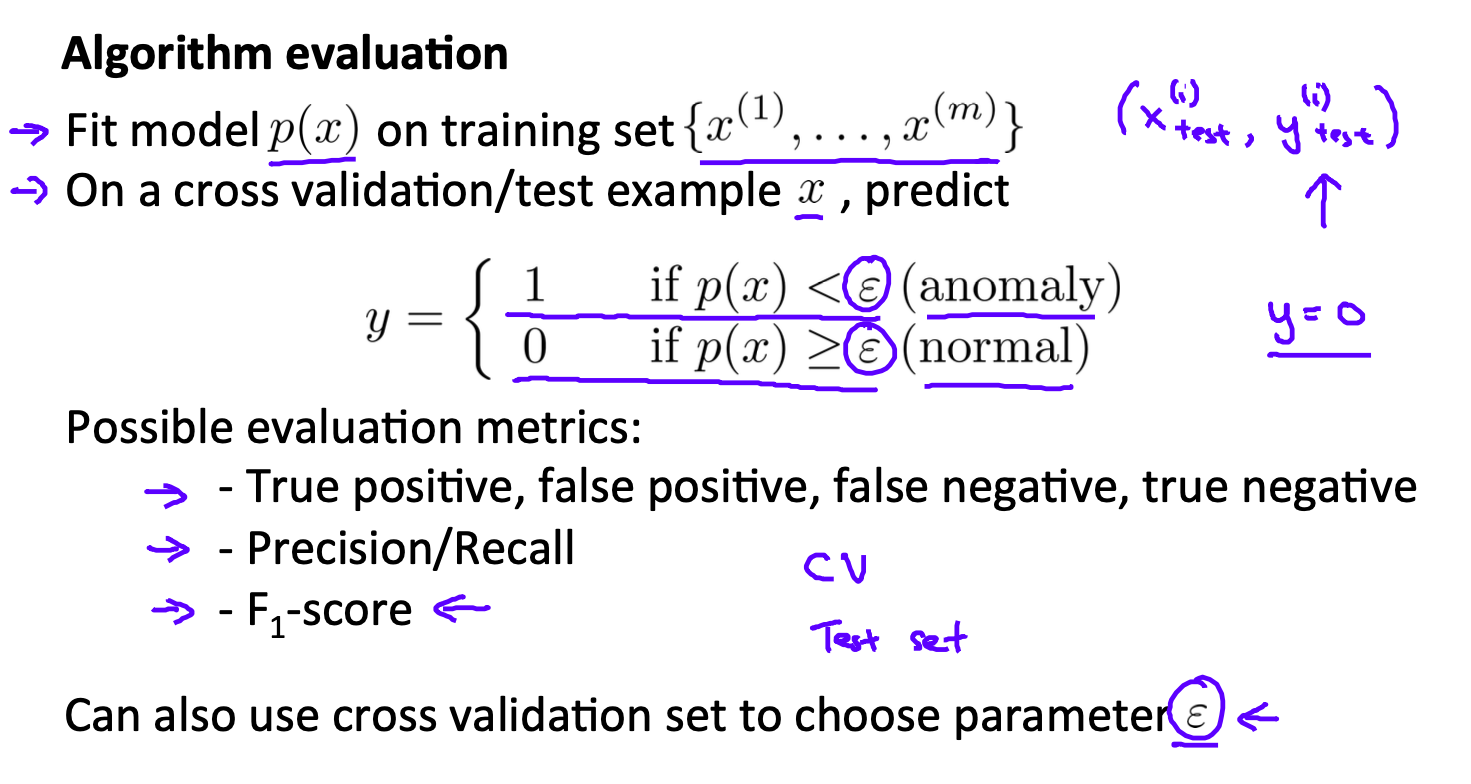 Algorithm evaluation
→ Fit model p(x) on training set {x^(1), . . . , x^(m)}
(x^(i)_test, y^(i)_test)
→ On a cross validation/test example x , predict
↑
y = { 1 if p(x) < ε (anomaly)
0 if p(x) ≥ ε (normal)
y = 0
Possible evaluation metrics:
→ - True positive, false positive, false negative, true negative
→ - Precision/Recall
CV
→ - F₁-score ←
Test set
Can also use cross validation set to choose parameter ε ←